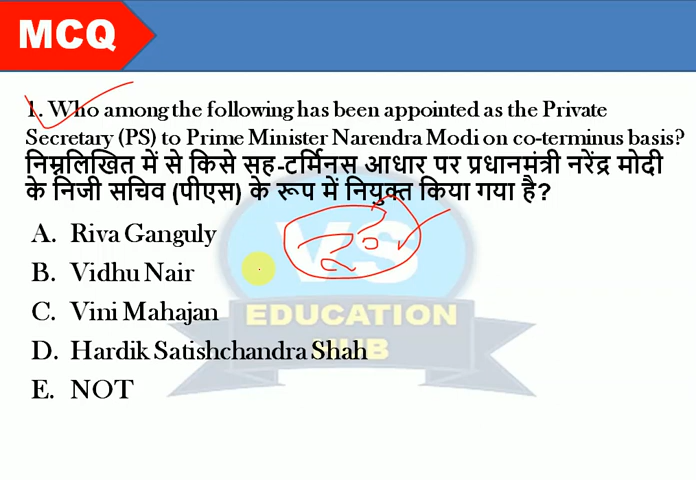 MCQ
1. Who among the following has been appointed as the Private
Secretary (PS) to Prime Minister Narendra Modi on co-terminus basis?
निम्नलिखित में से किसे सह-टर्मिनस आधार पर प्रधानमंत्री नरेंद्र मोदी
के निजी सचिव (पीएस) के रूप में नियुक्त किया गया है?
A. Riva Ganguly
B. Vidhu Nair
C. Vini Mahajan
D. Hardik Satishchandra Shah
E. NOT
VS
EDUCATION
HUB